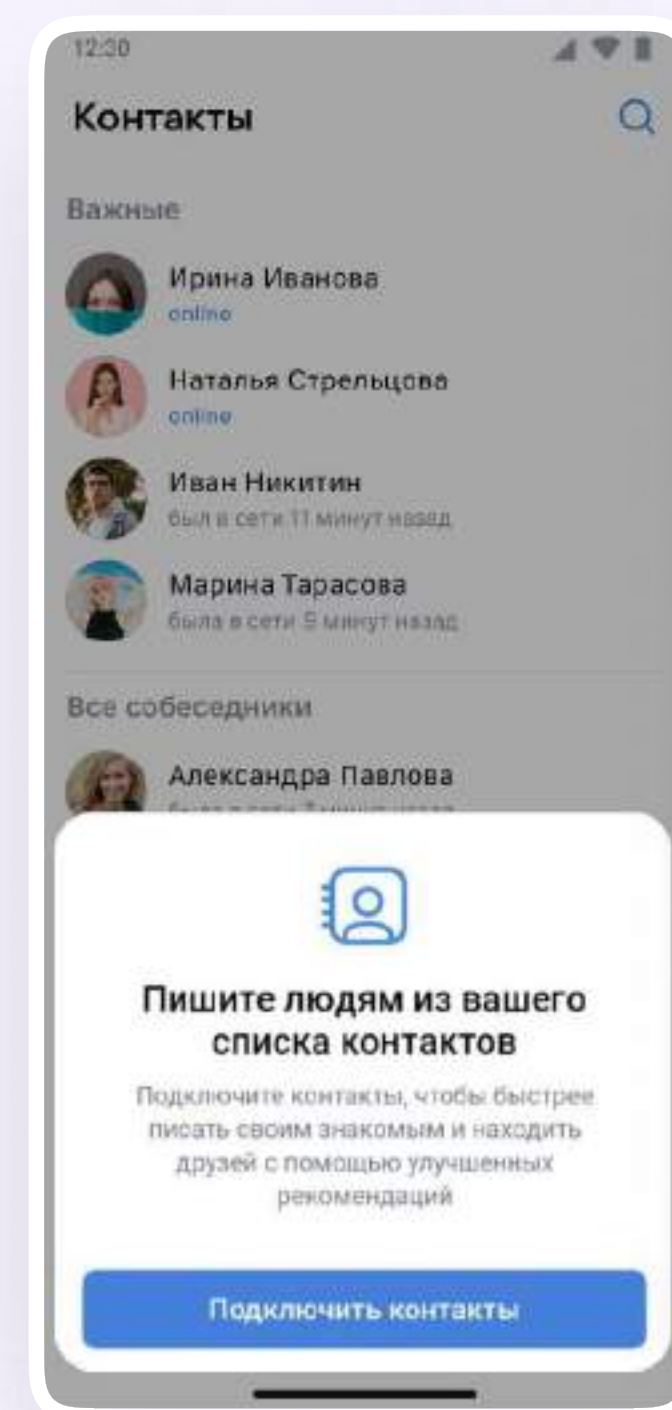 12:30
Контакты
Важные
Ирина Иванова
online
Наталья Стрельцова
online
Иван Никитин
был в сети 11 минут назад
Марина Тарасова
была в сети 5 минут назад
Все собеседники
Александра Павлова
Пишите людям из вашего
списка контактов
Подключите контакты, чтобы быстрее
писать своим знакомым и находить
друзей с помощью улучшенных
рекомендаций
Подключить контакты